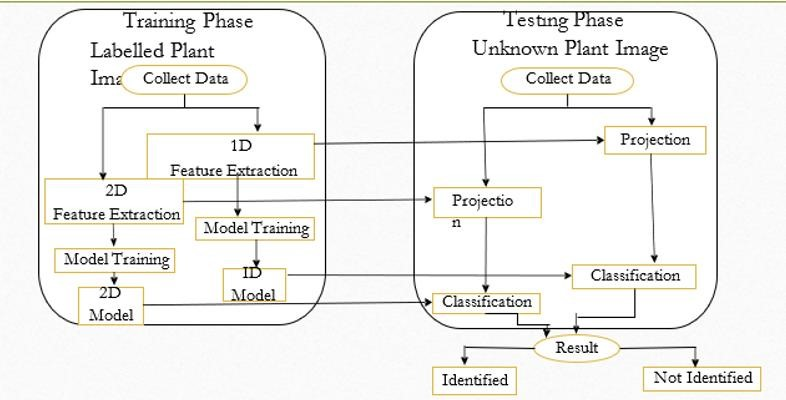 Training Phase
Labelled Plant
Ima
Collect Data
1D
Feature Extraction
2D
Feature Extraction
Model Training
Model Training
1D
Model
2D
Model
Testing Phase
Unknown Plant Image
Collect Data
Projection
Projectio
n
Classification
Classification
Result
Identified
Not Identified